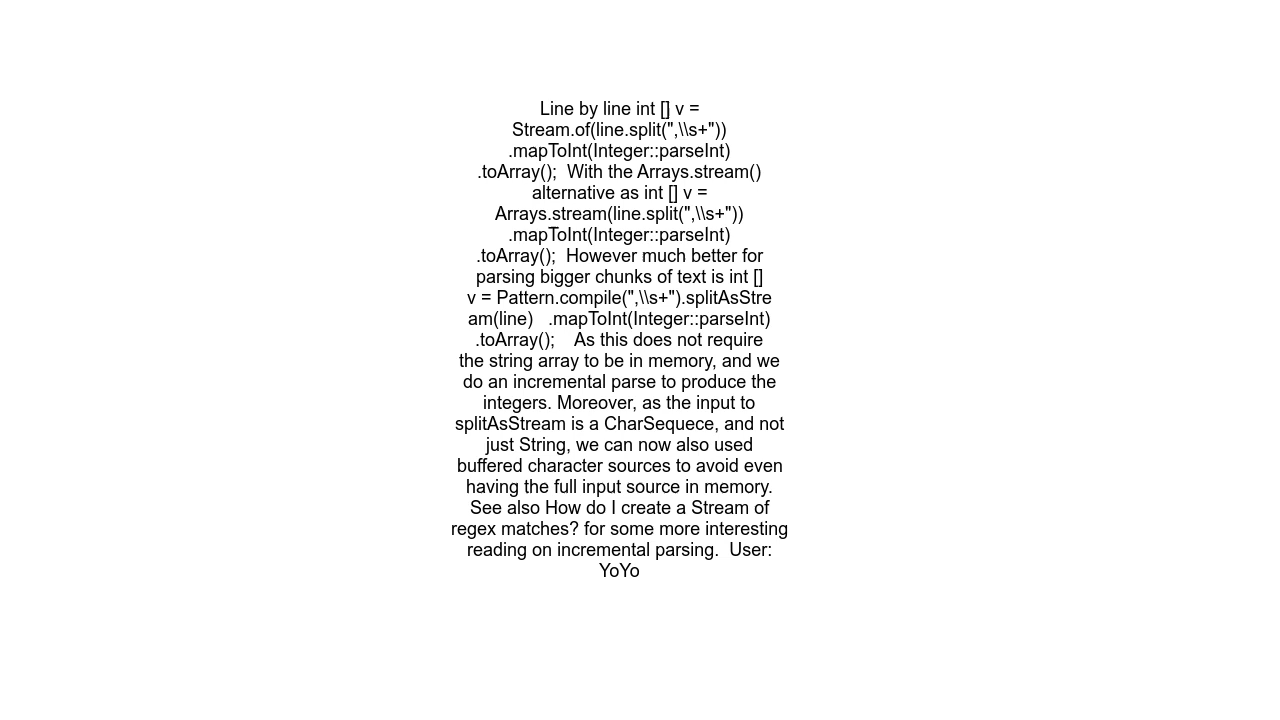 Line by line int [] v =
Stream.of(line.split(",\\s+"))
.mapToInt(Integer::parseInt)
.toArray();  With the Arrays.stream()
alternative as int [] v =
Arrays.stream(line.split(",\\s+"))
.mapToInt(Integer::parseInt)
.toArray();  However much better for
parsing bigger chunks of text is int []
v = Pattern.compile(",\\s+").splitAsStre
am(line)   .mapToInt(Integer::parseInt)
.toArray();    As this does not require
the string array to be in memory, and we
do an incremental parse to produce the
integers. Moreover, as the input to
splitAsStream is a CharSequece, and not
just String, we can now also used
buffered character sources to avoid even
having the full input source in memory.
See also How do I create a Stream of
regex matches? for some more interesting
reading on incremental parsing.  User:
YoYo